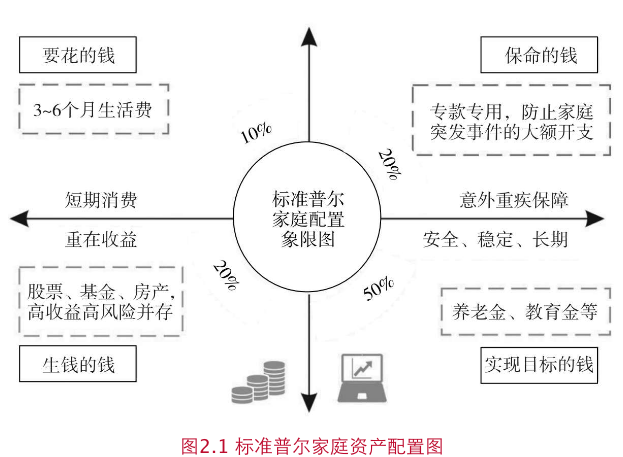 要花的钱
3~6个月生活费
10%
短期消费
保命的钱
专款专用，防止家庭
突发事件的大额开支
20%
意外重疾保障
标准普尔
家庭配置
象限图
重在收益
20%
股票、基金、房产，
高收益高风险并存
生钱的钱
安全、稳定、长期
50%
养老金、教育金等
实现目标的钱
图2.1 标准普尔家庭资产配置图